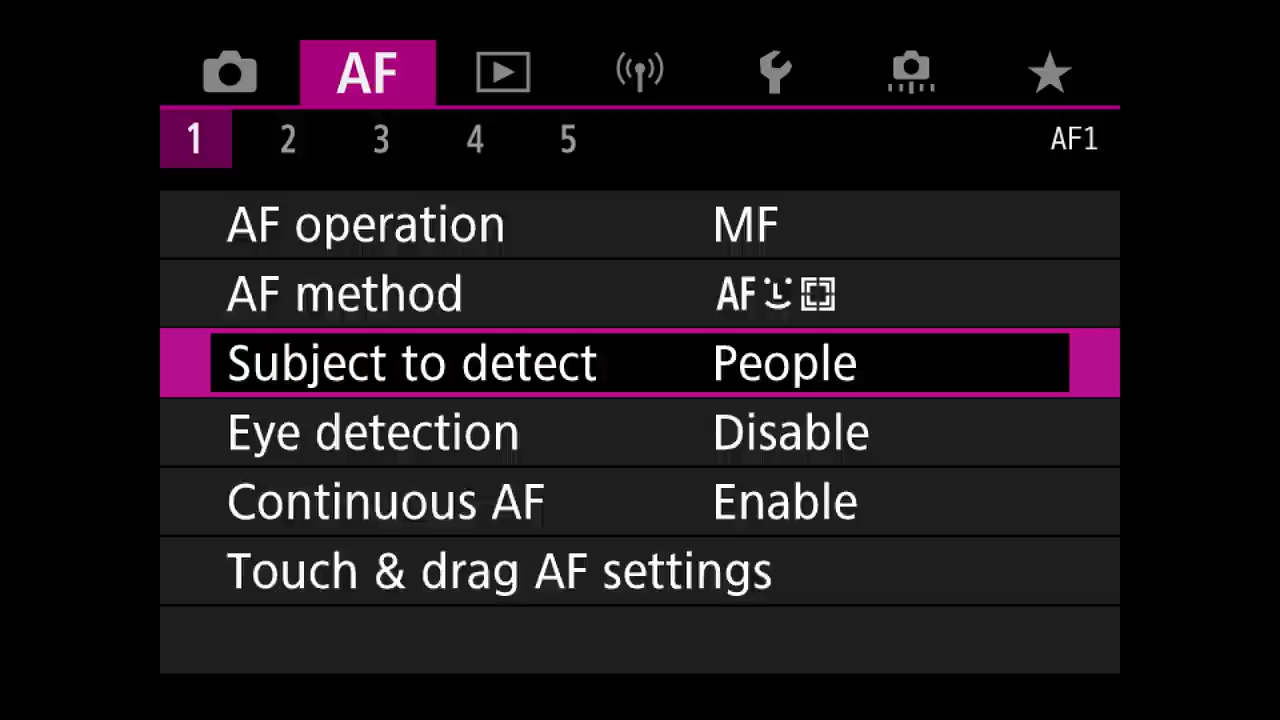 AF
1 2 3 4 5 AF1
AF operation MF
AF method AF
Subject to detect People
Eye detection Disable
Continuous AF Enable
Touch & drag AF settings